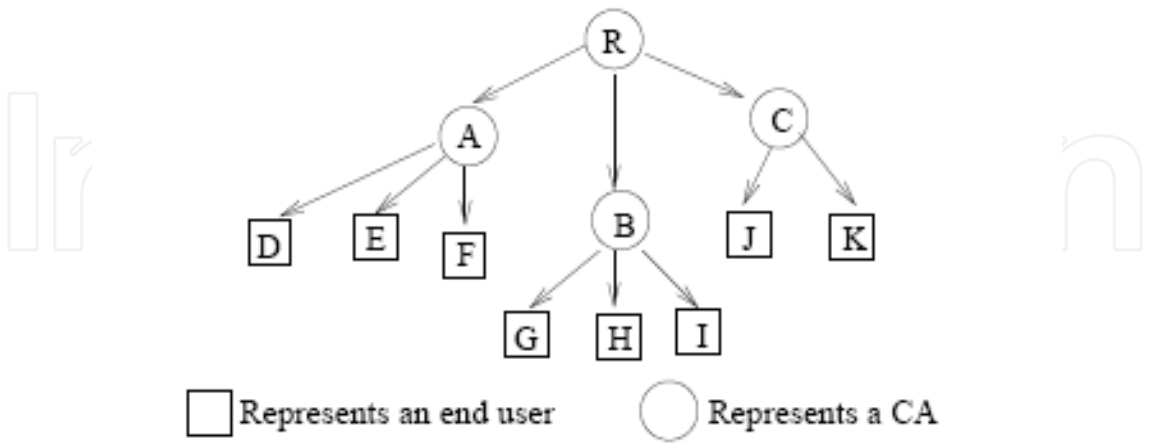 R
A
C
B
D
E
F
J
K
G
H
I
Represents an end user
Represents a CA